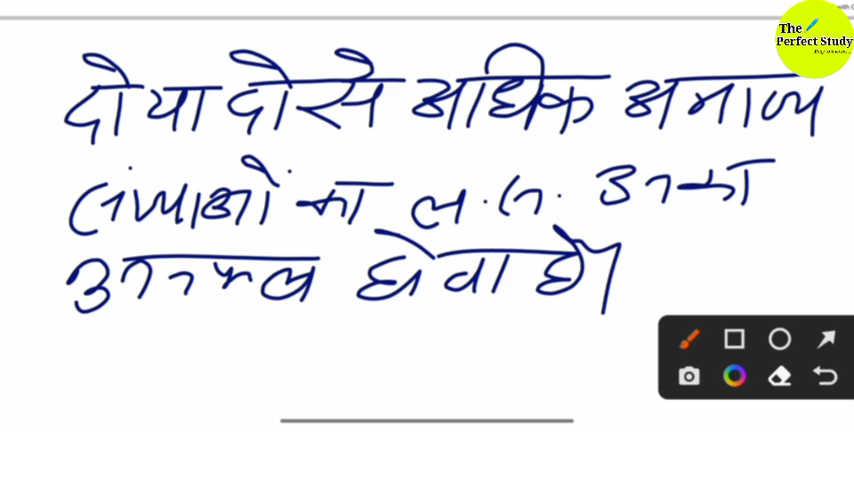 The
Perfect Study
दो या दो से अधिक अभाज्य
संख्याओं का ल.स. उनका
गुणनफल होता है।